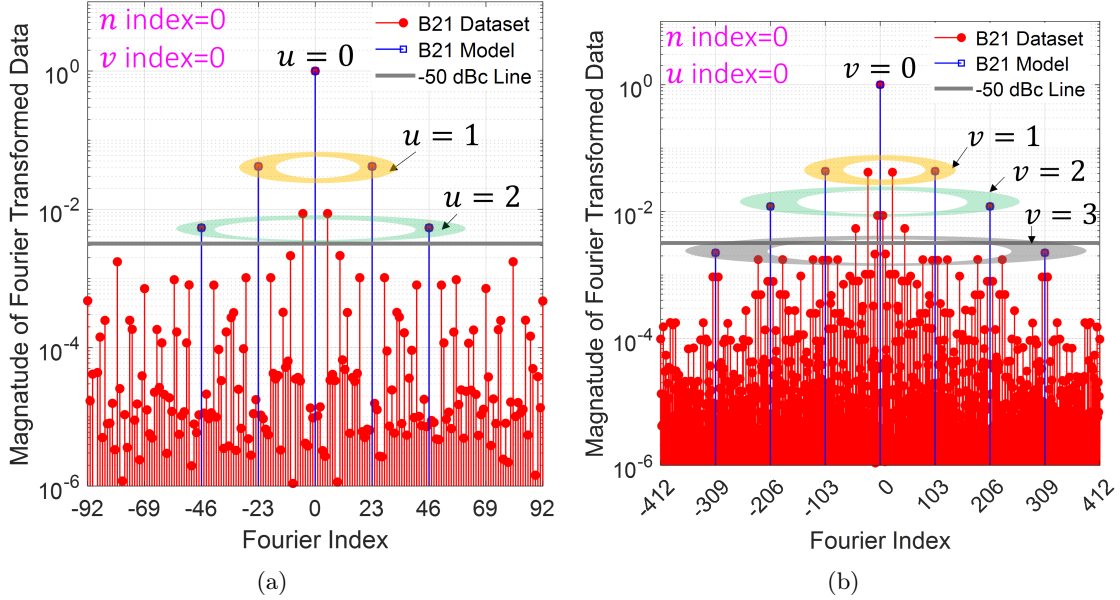 n index=0
v index=0
u = 0
u = 1
u = 2
B21 Dataset
B21 Model
-50 dBc Line
Magnatude of Fourier Transformed Data
10^0
10^-2
10^-4
10^-6
-92 -69 -46 -23 0 23 46 69 92
Fourier Index
(a)
n index=0
u index=0
v = 0
v = 1
v = 2
v = 3
B21 Dataset
B21 Model
-50 dBc Line
Magnatude of Fourier Transformed Data
10^0
10^-2
10^-4
10^-6
-412 -309 -206 -103 0 103 206 309 412
Fourier Index
(b)